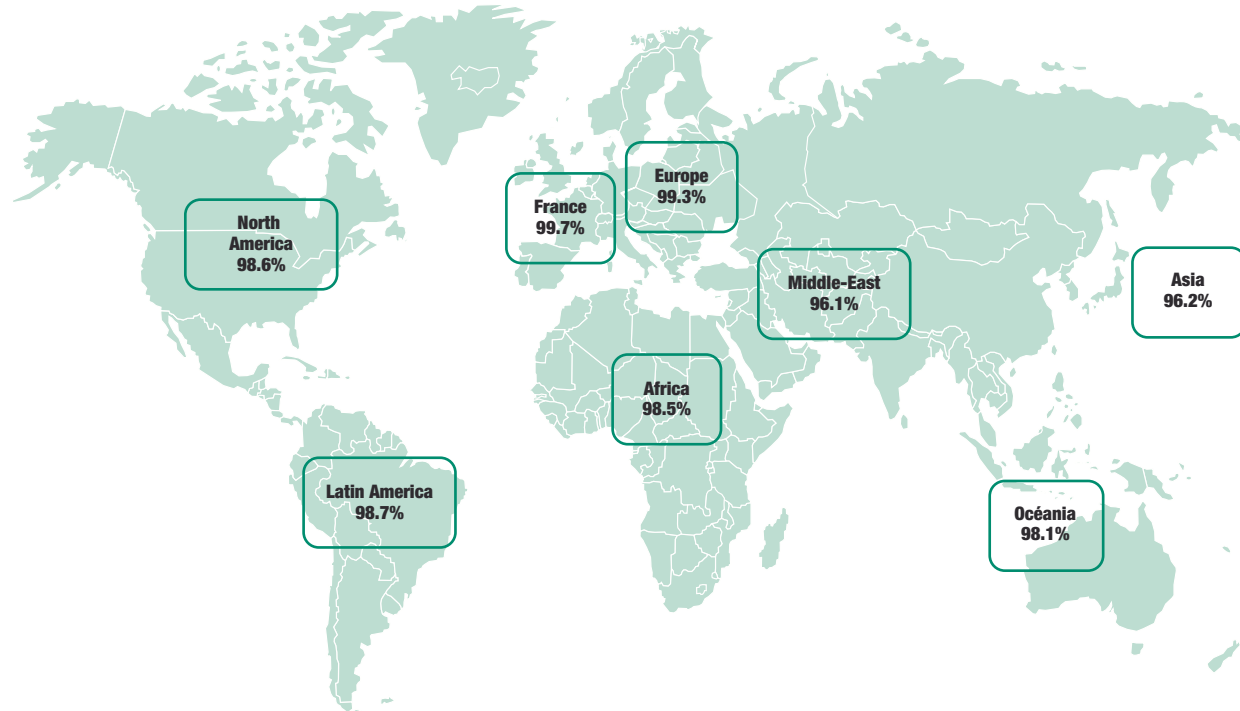 Europe
99.3%
France
99.7%
North
America
98.6%
Middle-East
96.1%
Asia
96.2%
Africa
98.5%
Latin America
98.7%
Océania
98.1%